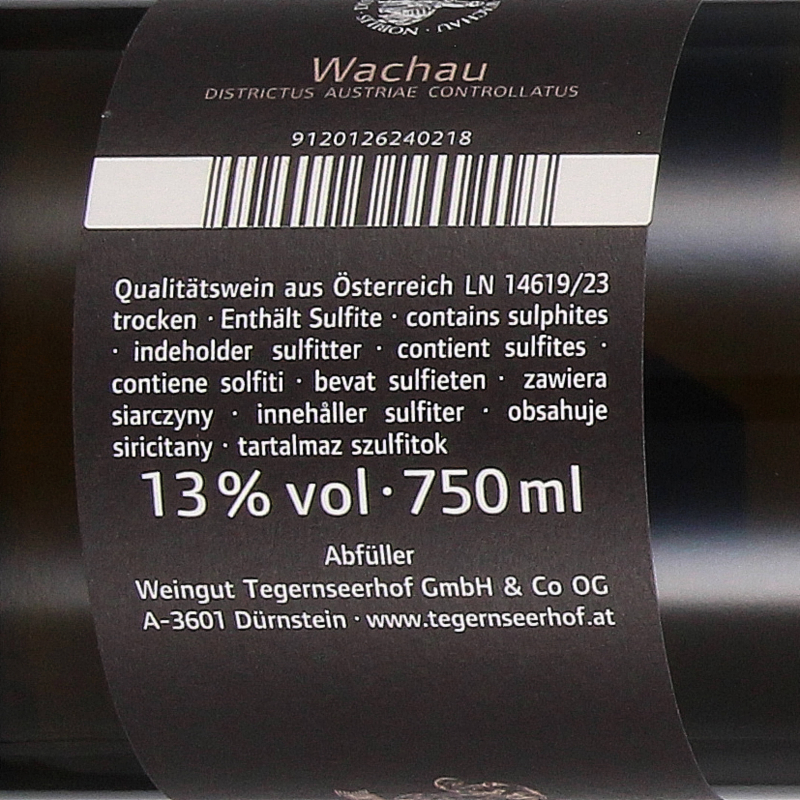 WACHAU · NOBILIS
Wachau
DISTRICTUS AUSTRIAE CONTROLLATUS
9120126240218
Qualitätswein aus Österreich LN 14619/23
trocken · Enthält Sulfite · contains sulphites
· indeholder sulfitter · contient sulfites ·
contiene solfiti · bevat sulfieten · zawiera
siarczyny · innehåller sulfiter · obsahuje
siricitany · tartalmaz szulfitok
13 % vol · 750 ml
Abfüller
Weingut Tegernseerhof GmbH & Co OG
A-3601 Dürnstein · www.tegernseerhof.at